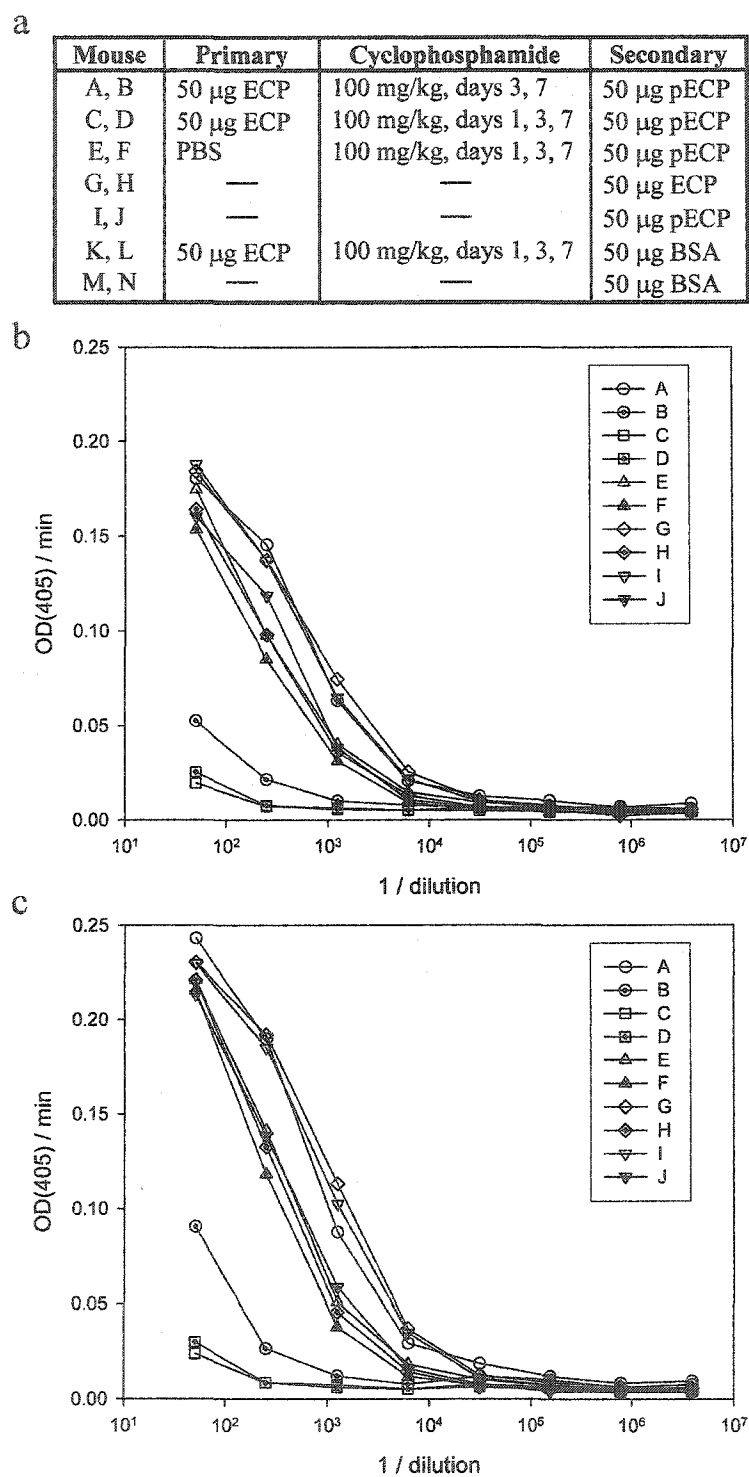 a
Mouse Primary Cyclophosphamide Secondary
A, B 50 µg ECP 100 mg/kg, days 3, 7 50 µg pECP
C, D 50 µg ECP 100 mg/kg, days 1, 3, 7 50 µg pECP
E, F PBS 100 mg/kg, days 1, 3, 7 50 µg pECP
G, H — — 50 µg ECP
I, J — — 50 µg pECP
K, L 50 µg ECP 100 mg/kg, days 1, 3, 7 50 µg BSA
M, N — — 50 µg BSA
b
0.25
0.20
0.15
0.10
0.05
0.00
OD(405) / min
10¹ 10² 10³ 10⁴ 10⁵ 10⁶ 10⁷
1 / dilution
A
B
C
D
E
F
G
H
I
J
c
0.25
0.20
0.15
0.10
0.05
0.00
OD(405) / min
10¹ 10² 10³ 10⁴ 10⁵ 10⁶ 10⁷
1 / dilution
A
B
C
D
E
F
G
H
I
J